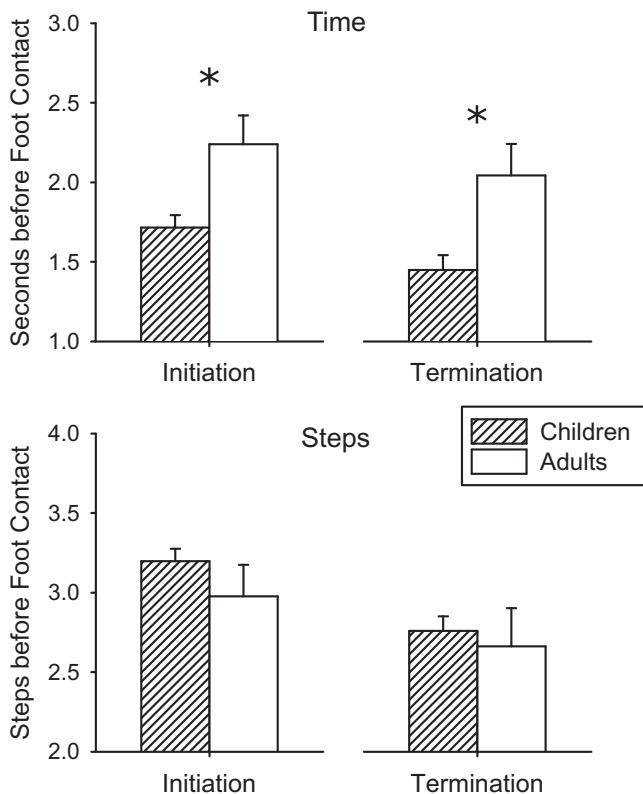 Time
Seconds before Foot Contact
3.0
2.5
2.0
1.5
1.0
*
*
Initiation
Termination
Children
Adults
Steps
Steps before Foot Contact
4.0
3.5
3.0
2.5
2.0
Initiation
Termination